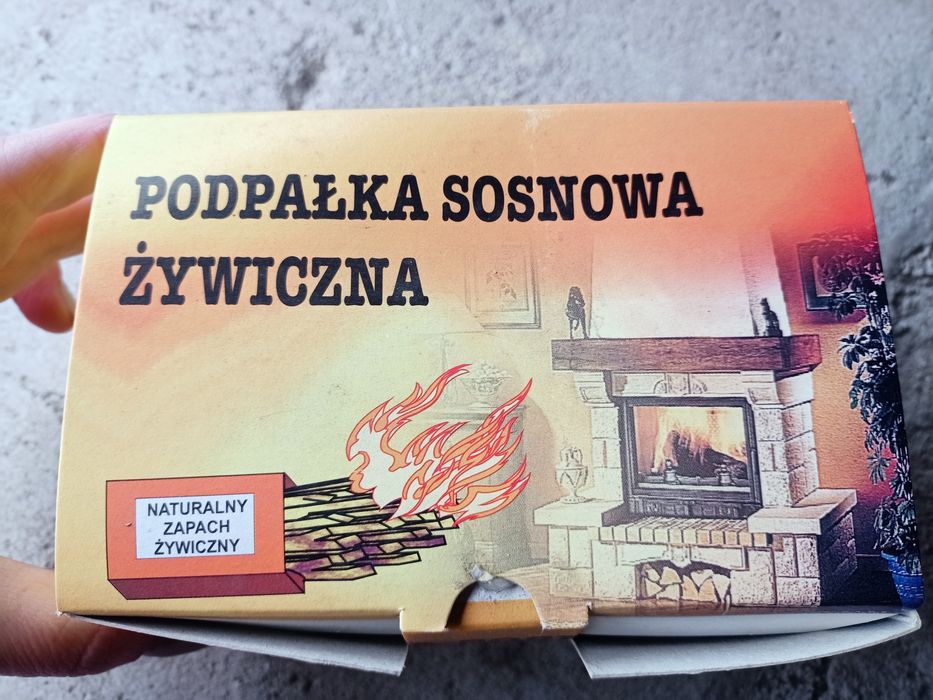 PODPAŁKA SOSNOWA
ŻYWICZNA
NATURALNY
ZAPACH
ŻYWICZNY